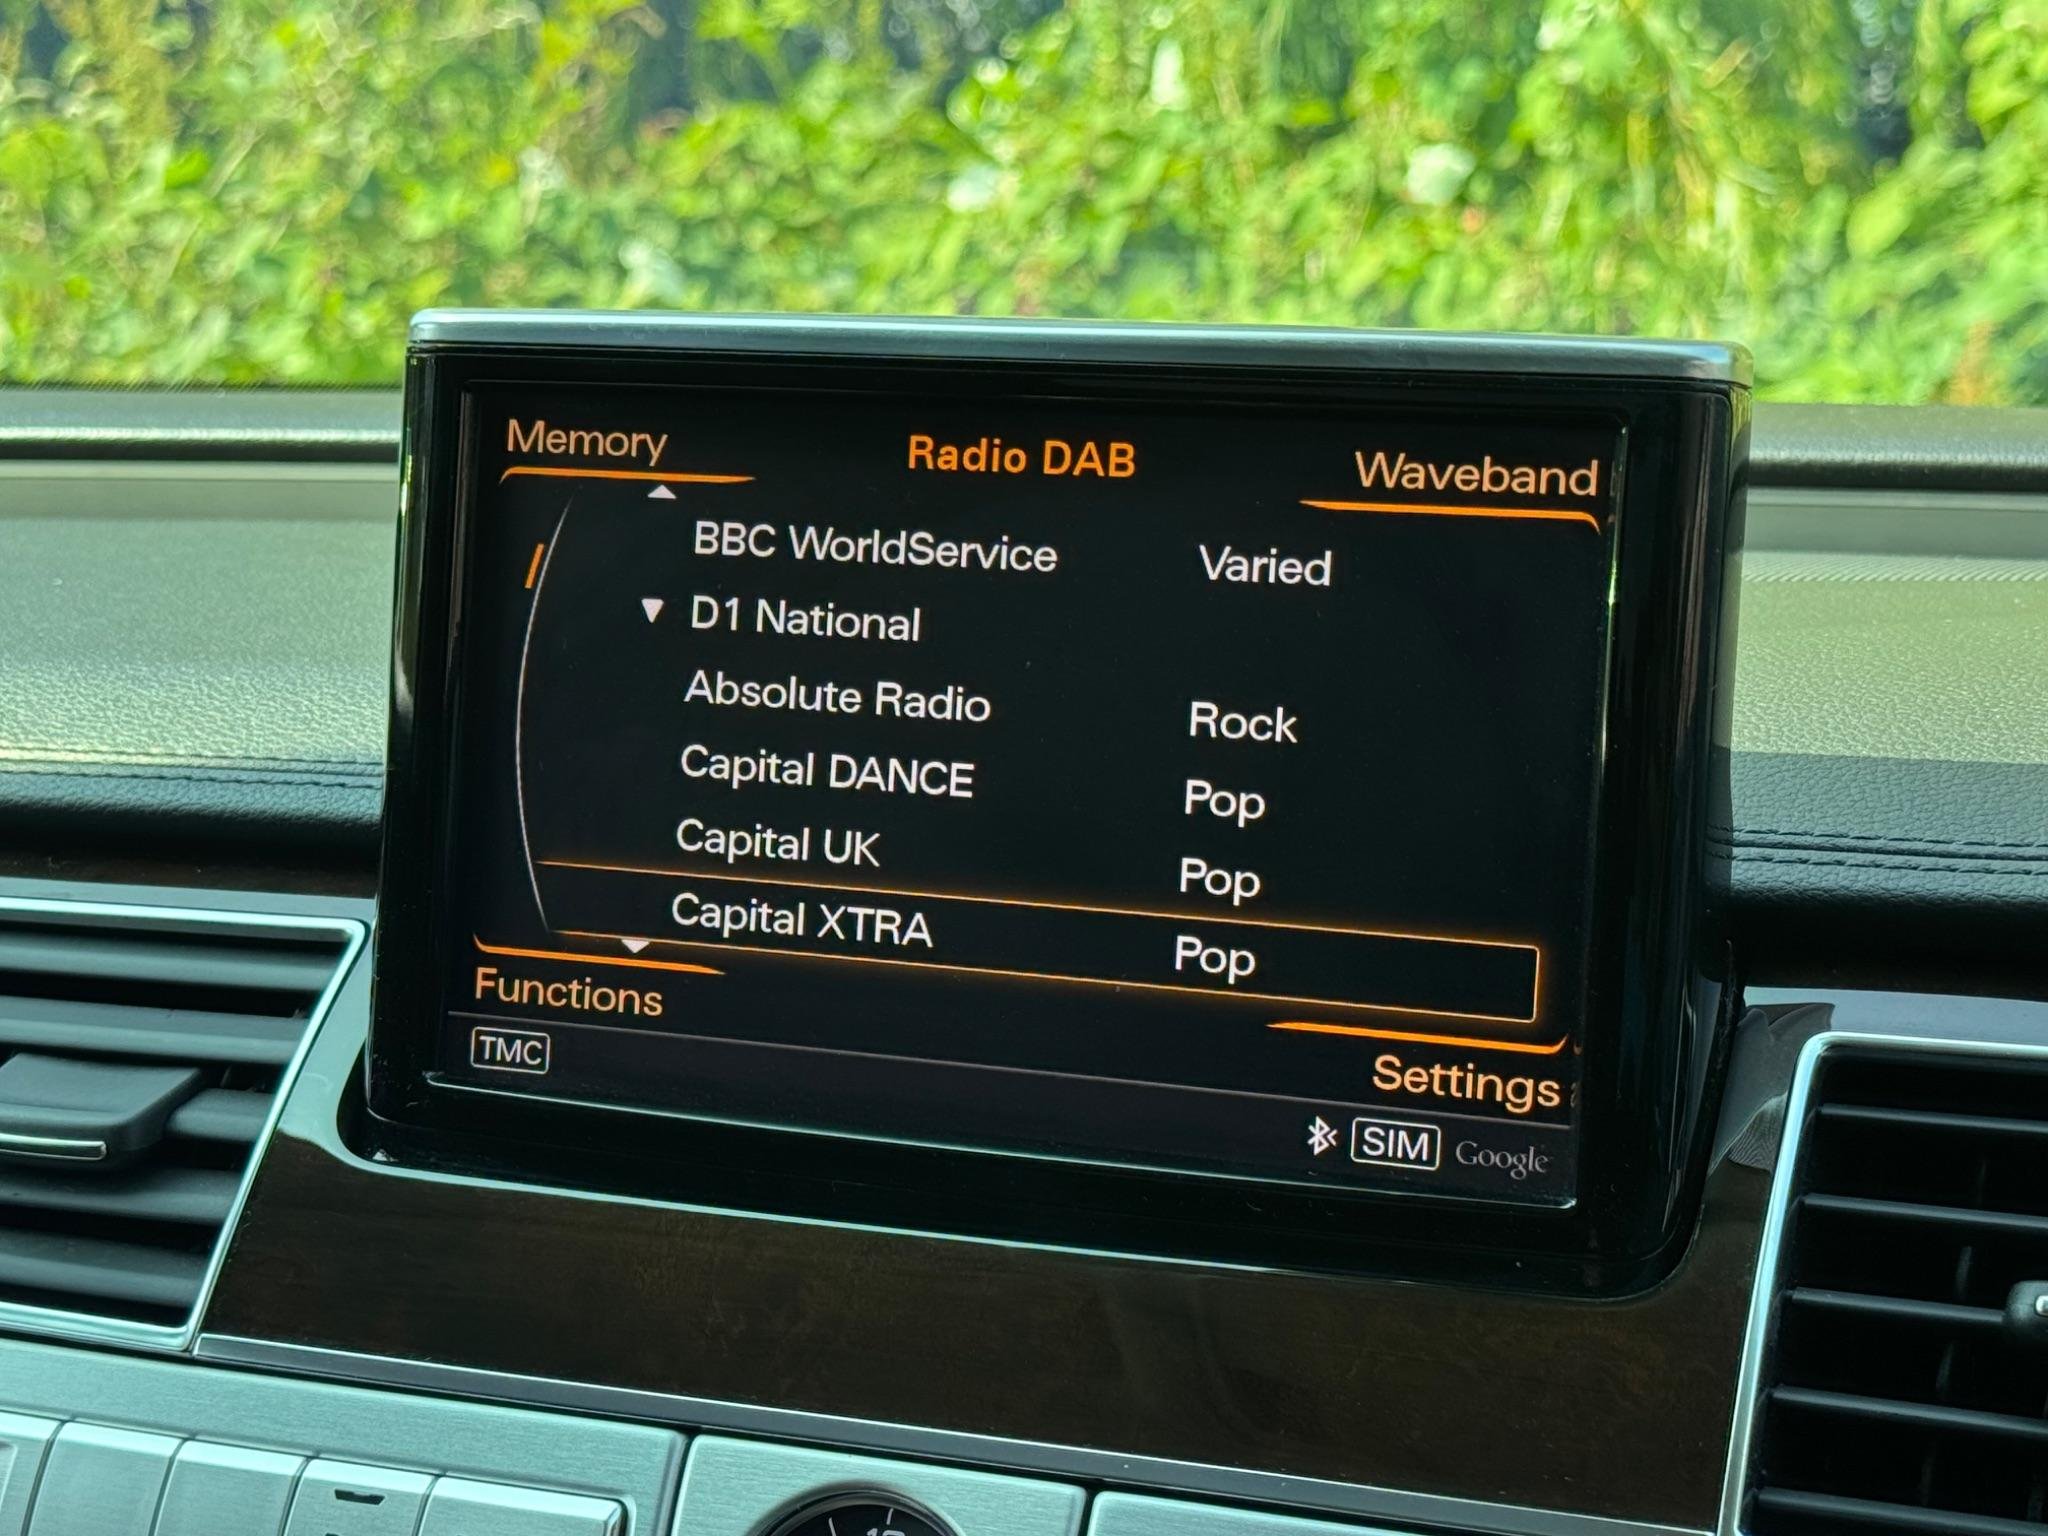 Memory
Radio DAB
Waveband
BBC WorldService Varied
D1 National
Absolute Radio Rock
Capital DANCE Pop
Capital UK Pop
Capital XTRA Pop
Functions
Settings
TMC
SIM Google
12